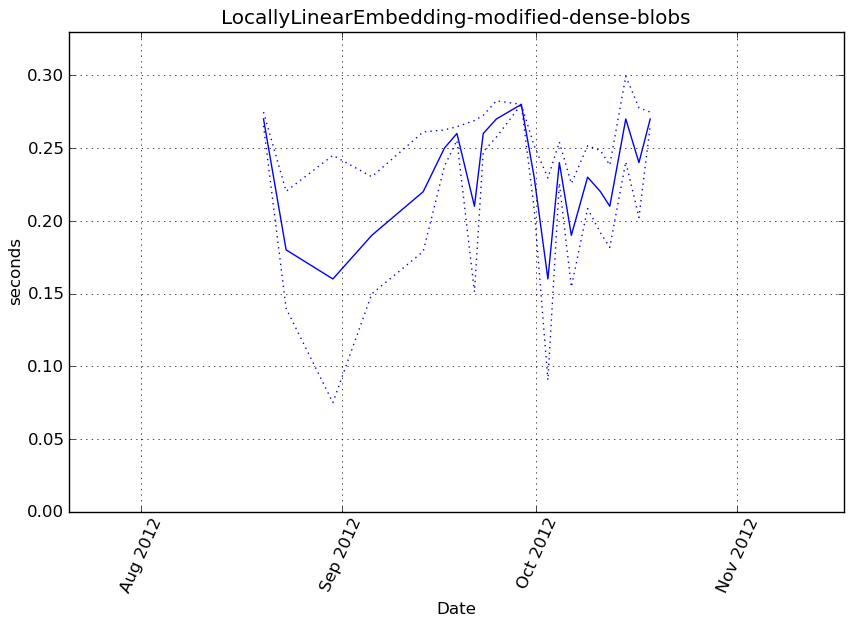 LocallyLinearEmbedding-modified-dense-blobs
0.30
0.25
0.20
0.15
0.10
0.05
0.00
seconds
Aug 2012
Sep 2012
Oct 2012
Nov 2012
Date